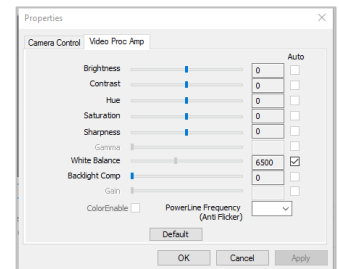 Properties
Camera Control Video Proc Amp
Auto
Brightness 0
Contrast 0
Hue 0
Saturation 0
Sharpness 0
Gamma
White Balance 6500
Backlight Comp 0
Gain
ColorEnable PowerLine Frequency
(Anti Flicker)
Default
OK Cancel Apply